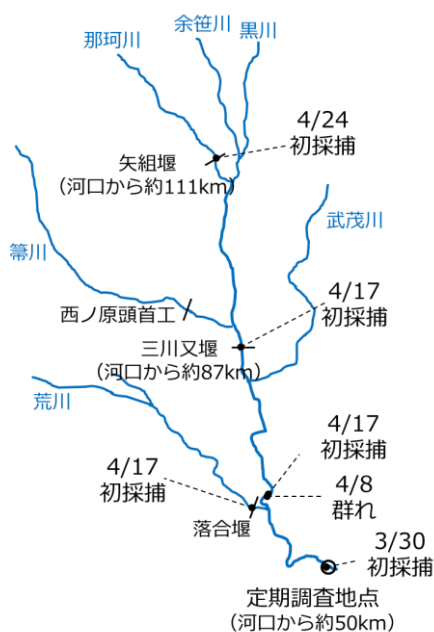 余笹川
黒川
那珂川
4/24
初採捕
矢組堰
(河口から約111km)
武茂川
箒川
4/17
初採捕
西ノ原頭首工
三川又堰
(河口から約87km)
荒川
4/17
初採捕
4/17
初採捕
4/8
群れ
落合堰
3/30
初採捕
定期調査地点
(河口から約50km)